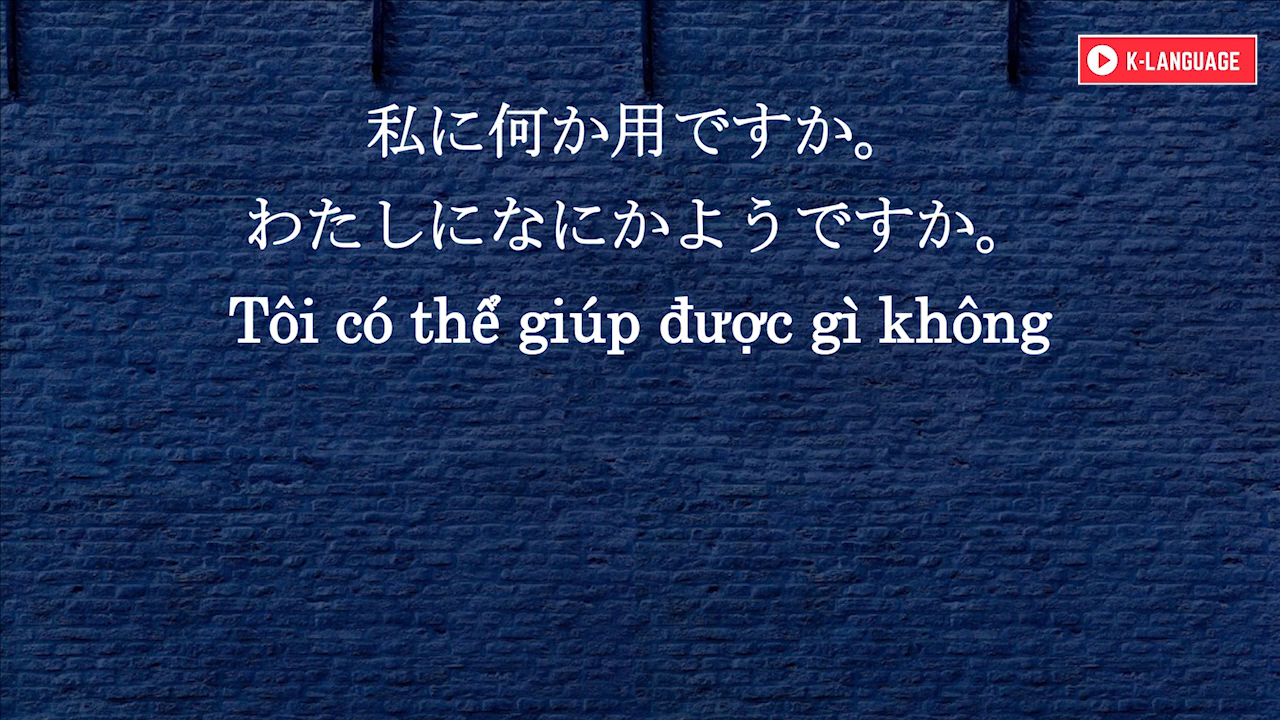 K-LANGUAGE
私に何か用ですか。
わたしになにかようですか。
Tôi có thể giúp được gì không